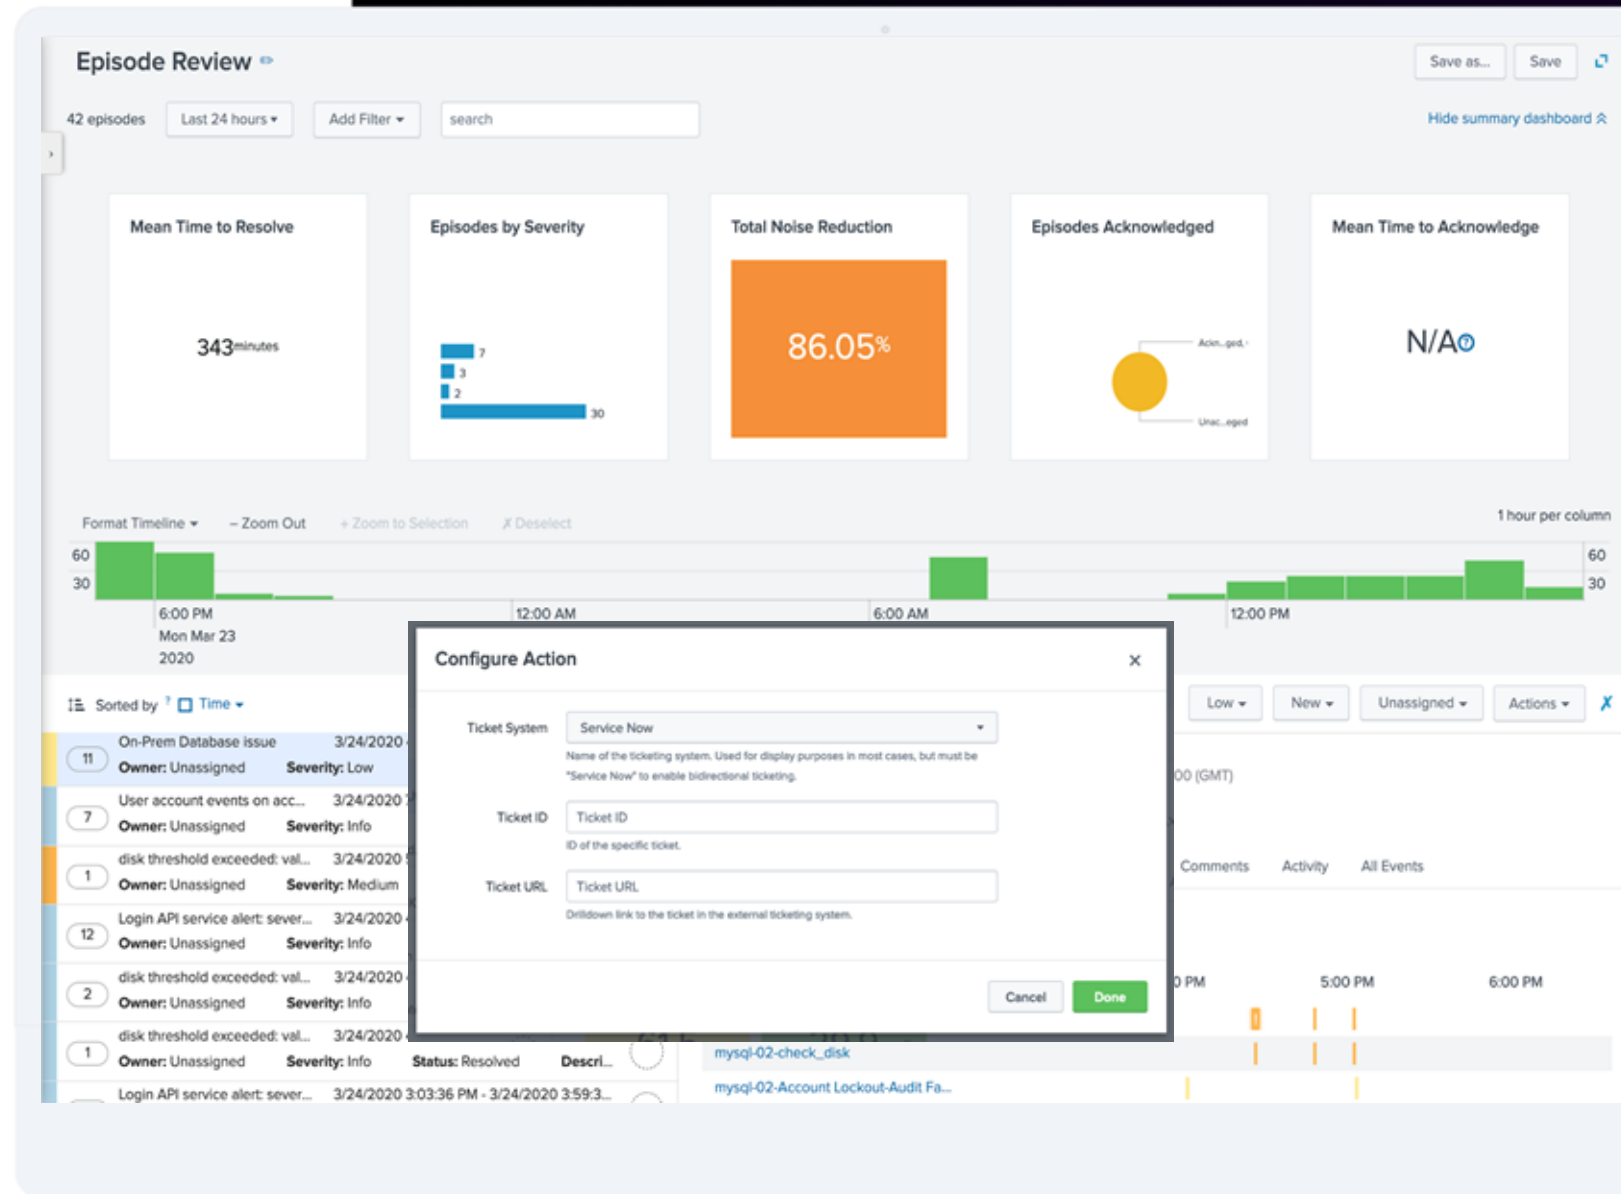 Episode Review
Save as...
Save
42 episodes
Last 24 hours
Add Filter
search
Hide summary dashboard
Mean Time to Resolve
343 minutes
Episodes by Severity
7
3
2
30
Total Noise Reduction
86.05%
Episodes Acknowledged
Ackn...ged,
Unac...eged
Mean Time to Acknowledge
N/A
?
Format Timeline
– Zoom Out
+ Zoom to Selection
✗ Deselect
1 hour per column
60
30
60
30
6:00 PM
Mon Mar 23
2020
12:00 AM
6:00 AM
12:00 PM
Sorted by ? Time
Low
New
Unassigned
Actions
11
On-Prem Database issue 3/24/2020
Owner: Unassigned Severity: Low
7
User account events on acc... 3/24/2020
Owner: Unassigned Severity: Info
1
disk threshold exceeded: val... 3/24/2020
Owner: Unassigned Severity: Medium
12
Login API service alert: sever... 3/24/2020
Owner: Unassigned Severity: Info
2
disk threshold exceeded: val... 3/24/2020
Owner: Unassigned Severity: Info
1
disk threshold exceeded: val... 3/24/2020
Owner: Unassigned Severity: Info Status: Resolved Descri...
Login API service alert: sever... 3/24/2020 3:03:36 PM - 3/24/2020 3:59:3...
Configure Action
Ticket System
Service Now
Name of the ticketing system. Used for display purposes in most cases, but must be
"Service Now" to enable bidirectional ticketing.
Ticket ID
Ticket ID
ID of the specific ticket.
Ticket URL
Ticket URL
Drilldown link to the ticket in the external ticketing system.
Cancel
Done
00 (GMT)
Comments
Activity
All Events
PM
5:00 PM
6:00 PM
mysql-02-check_disk
mysql-02-Account Lockout-Audit Fa...